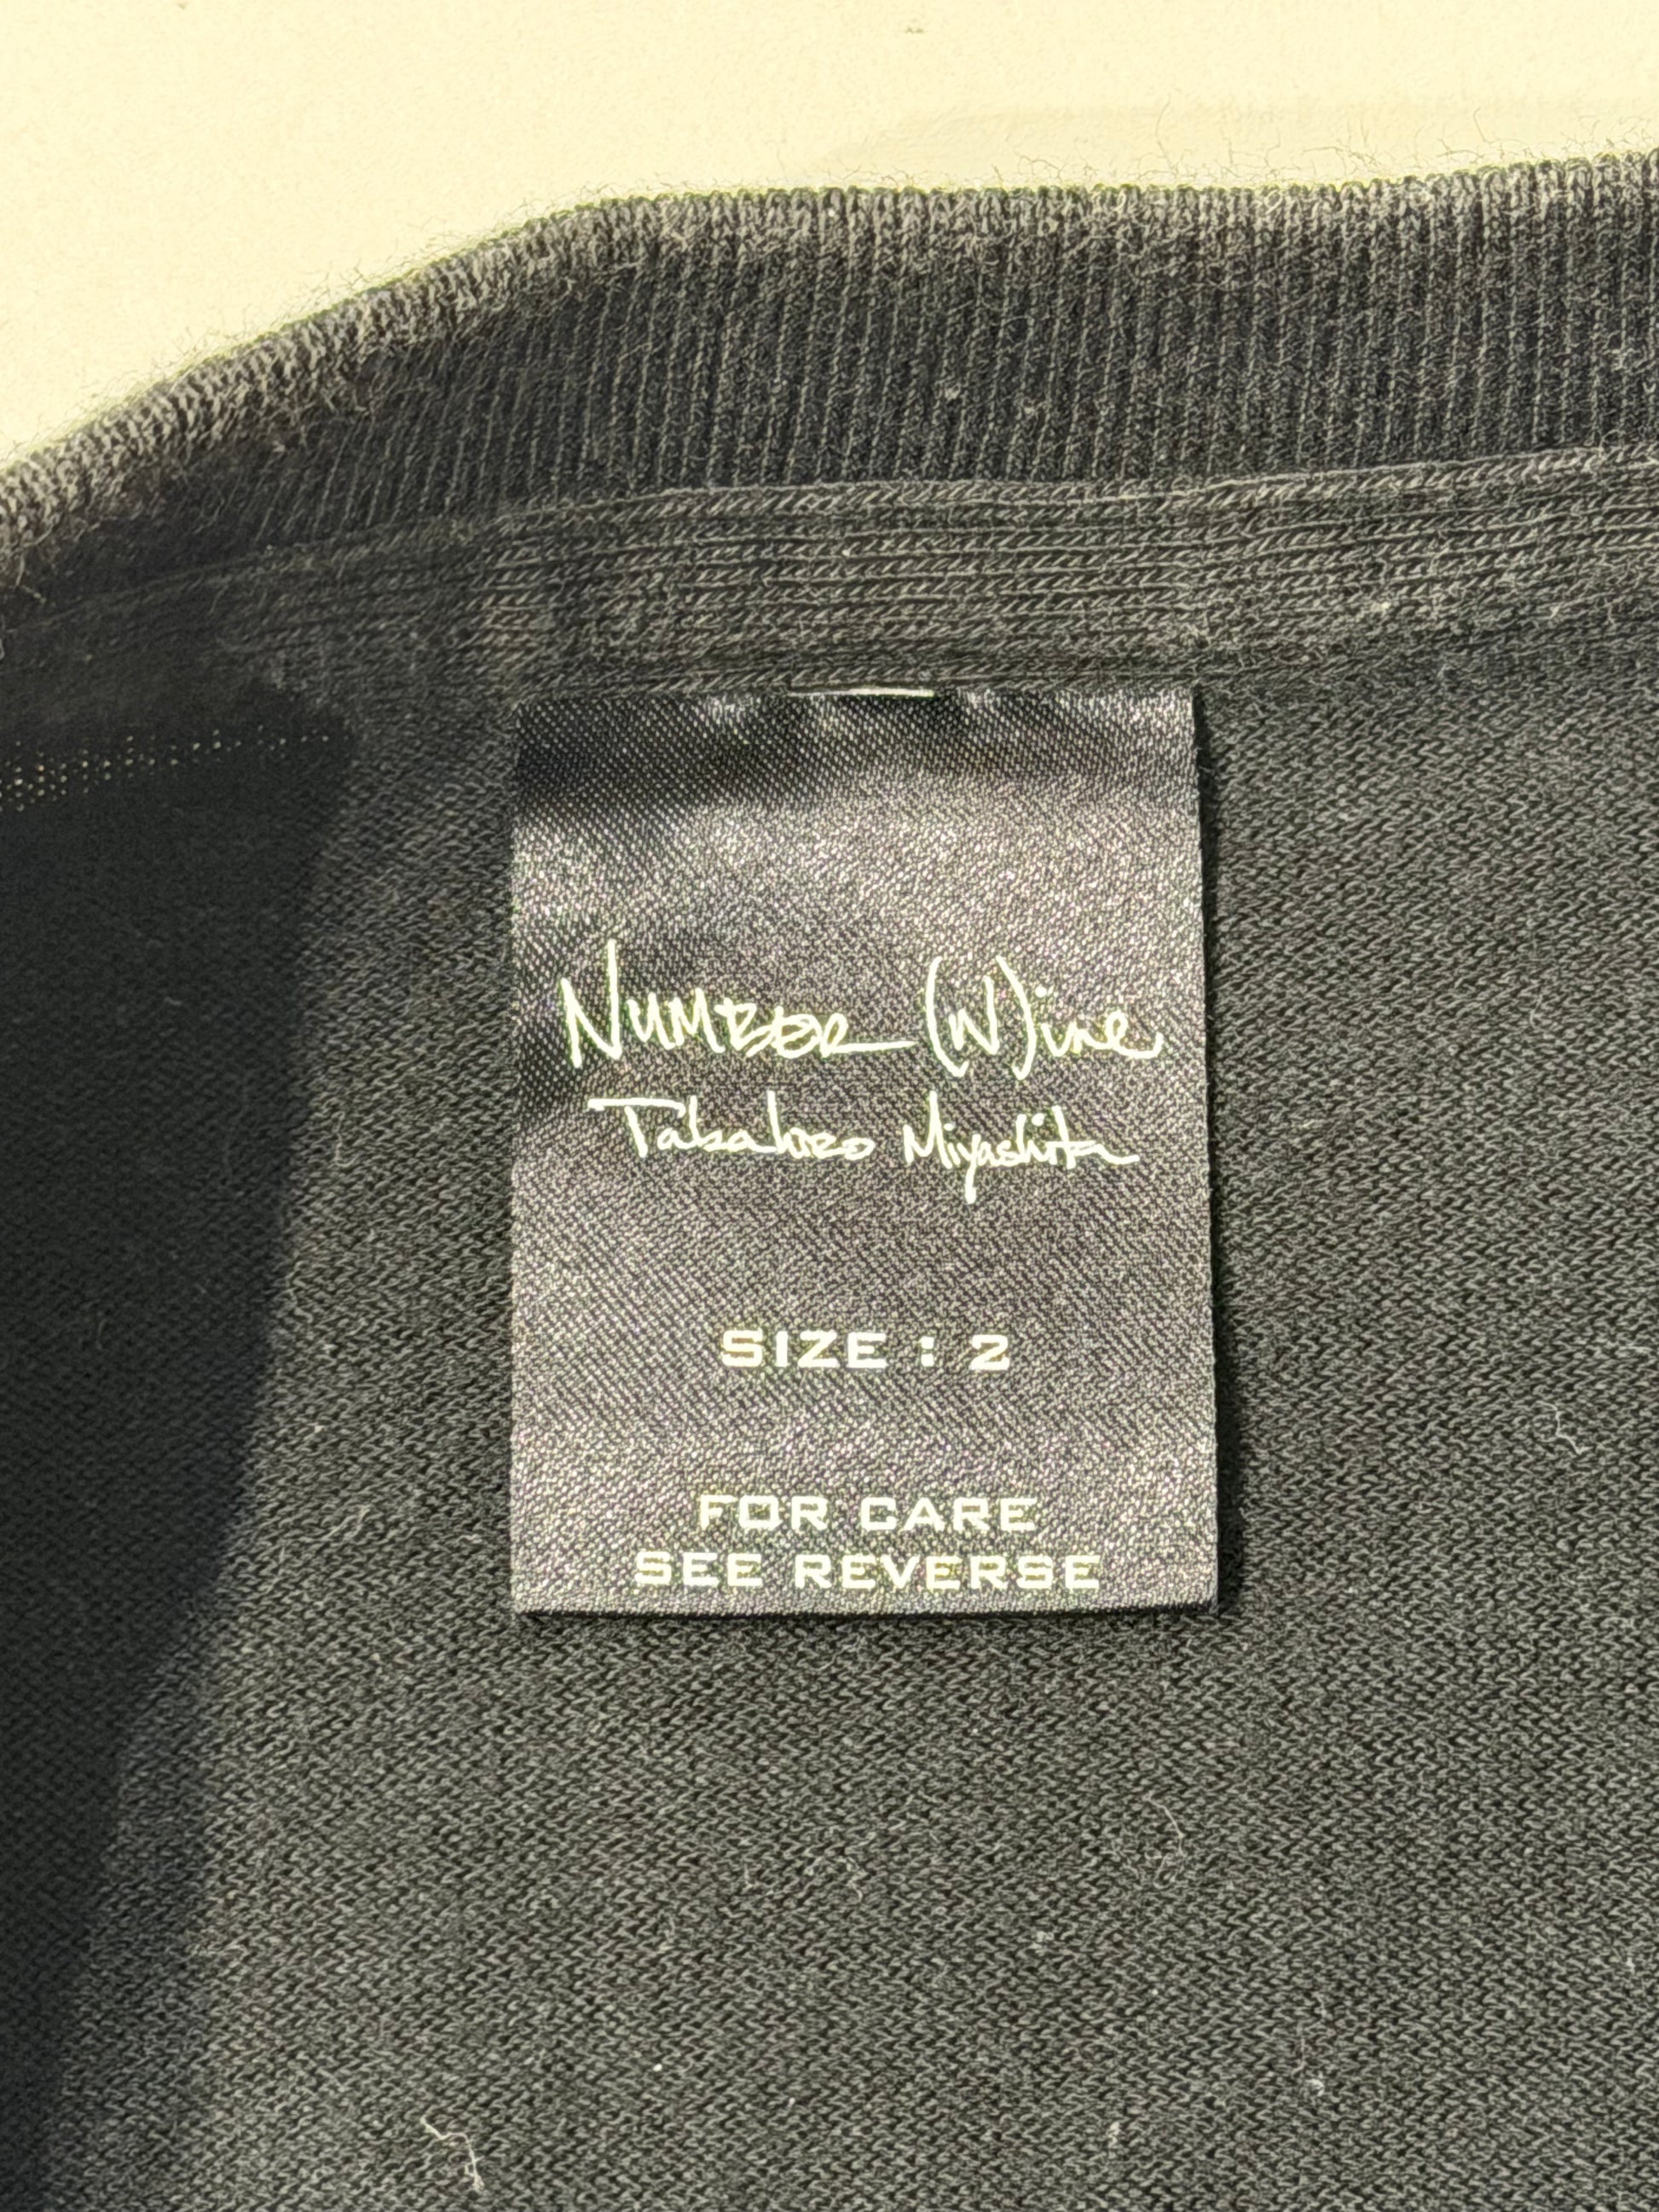 NUMBER (N)ine
Takahiro Miyashita
SIZE : 2
FOR CARE
SEE REVERSE